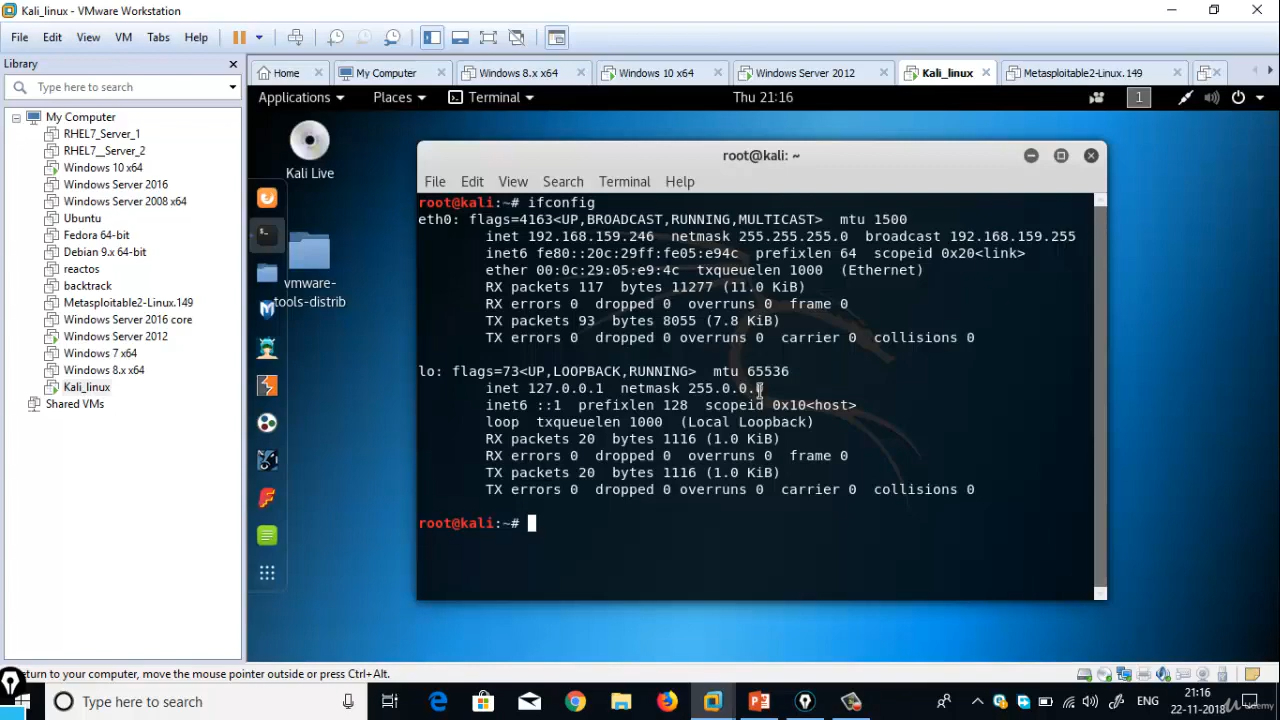 Kali_linux - VMware Workstation
File Edit View VM Tabs Help
Library
Type here to search
My Computer
RHEL7_Server_1
RHEL7__Server_2
Windows 10 x64
Windows Server 2016
Windows Server 2008 x64
Ubuntu
Fedora 64-bit
Debian 9.x 64-bit
reactos
backtrack
Metasploitable2-Linux.149
Windows Server 2016 core
Windows Server 2012
Windows 7 x64
Windows 8.x x64
Kali_linux
Shared VMs
Home My Computer Windows 8.x x64 Windows 10 x64 Windows Server 2012 Kali_linux Metasploitable2-Linux.149
Applications Places Terminal Thu 21:16 1
Kali Live
vmware-tools-distrib
root@kali: ~
File Edit View Search Terminal Help
root@kali:~# ifconfig
eth0: flags=4163<UP,BROADCAST,RUNNING,MULTICAST> mtu 1500
inet 192.168.159.246 netmask 255.255.255.0 broadcast 192.168.159.255
inet6 fe80::20c:29ff:fe05:e94c prefixlen 64 scopeid 0x20<link>
ether 00:0c:29:05:e9:4c txqueuelen 1000 (Ethernet)
RX packets 117 bytes 11277 (11.0 KiB)
RX errors 0 dropped 0 overruns 0 frame 0
TX packets 93 bytes 8055 (7.8 KiB)
TX errors 0 dropped 0 overruns 0 carrier 0 collisions 0
lo: flags=73<UP,LOOPBACK,RUNNING> mtu 65536
inet 127.0.0.1 netmask 255.0.0.0
inet6 ::1 prefixlen 128 scopeid 0x10<host>
loop txqueuelen 1000 (Local Loopback)
RX packets 20 bytes 1116 (1.0 KiB)
RX errors 0 dropped 0 overruns 0 frame 0
TX packets 20 bytes 1116 (1.0 KiB)
TX errors 0 dropped 0 overruns 0 carrier 0 collisions 0
root@kali:~#
turn to your computer, move the mouse pointer outside or press Ctrl+Alt.
Type here to search
ENG
21:16
22-11-2018
Udemy